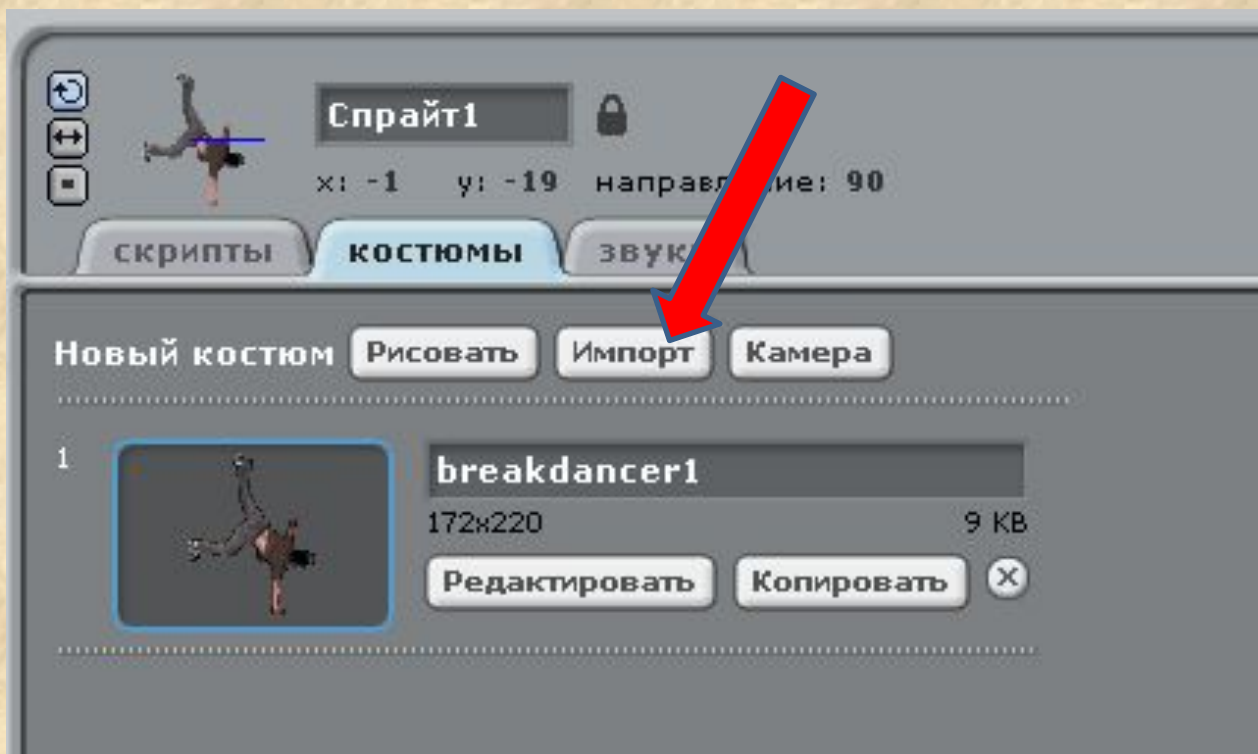 Спрайт1
x: -1 y: -19 направление: 90
скрипты костюмы звуки
Новый костюм Рисовать Импорт Камера
1
breakdancer1
172x220 9 KB
Редактировать Копировать